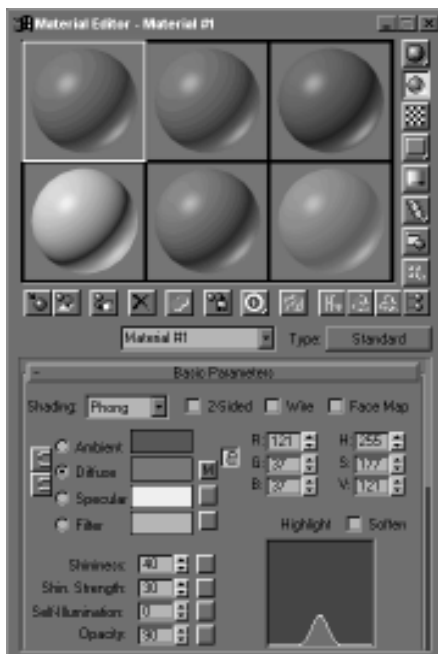 Material Editor - Material #1
Material #1
Type: Standard
- Basic Parameters
Shading: Phong 2-Sided Wire Face Map
Ambient
Diffuse M
Specular
Filter
R: 121 H: 255
G: 37 S: 177
B: 37 V: 121
Highlight Soften
Shininess: 40
Shin. Strength: 30
Self-Illumination: 0
Opacity: 90